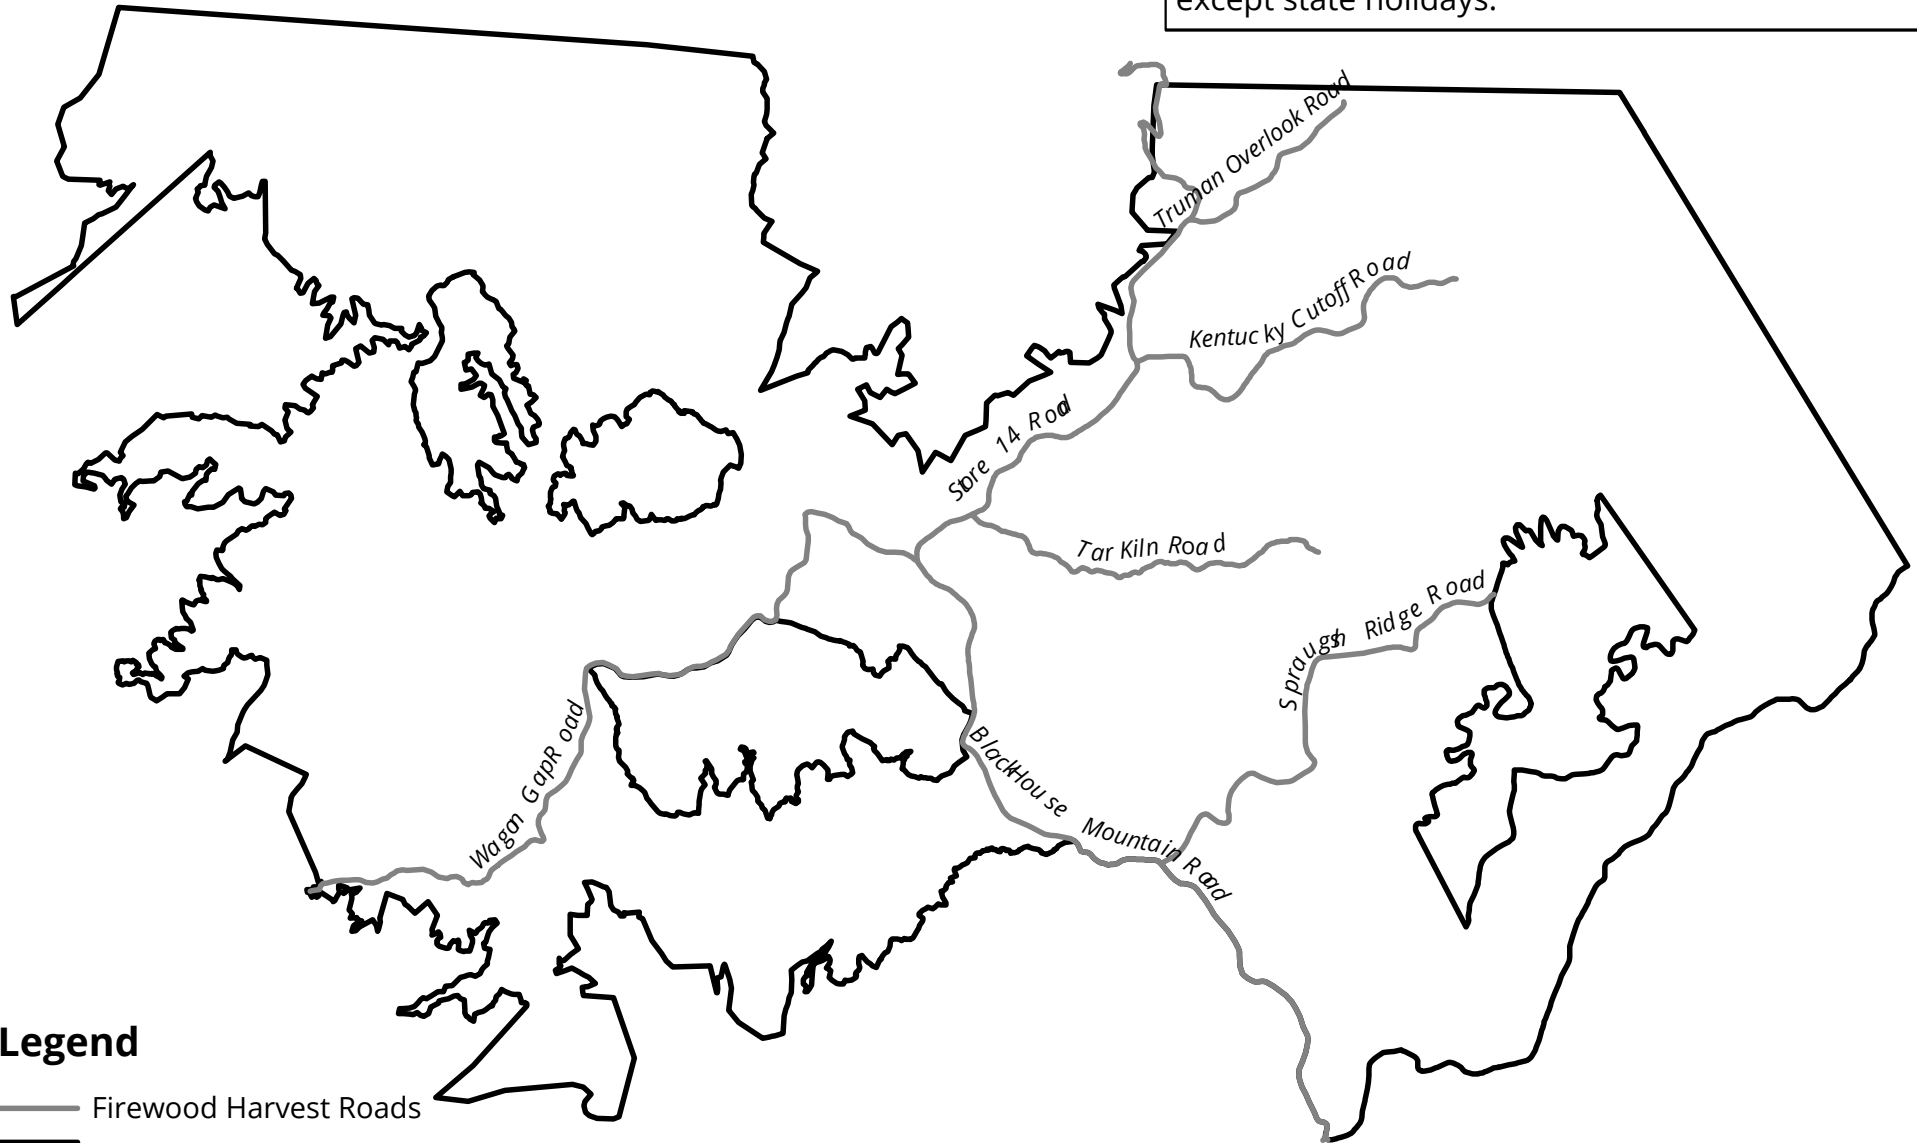 except state holidays.
Truman Overlook Road
Kentucky Cutoff Road
Store 14 Road
Tar Kiln Road
Spraugh Ridge Road
Wagon Gap Road
Black House Mountain Road
Legend
Firewood Harvest Roads